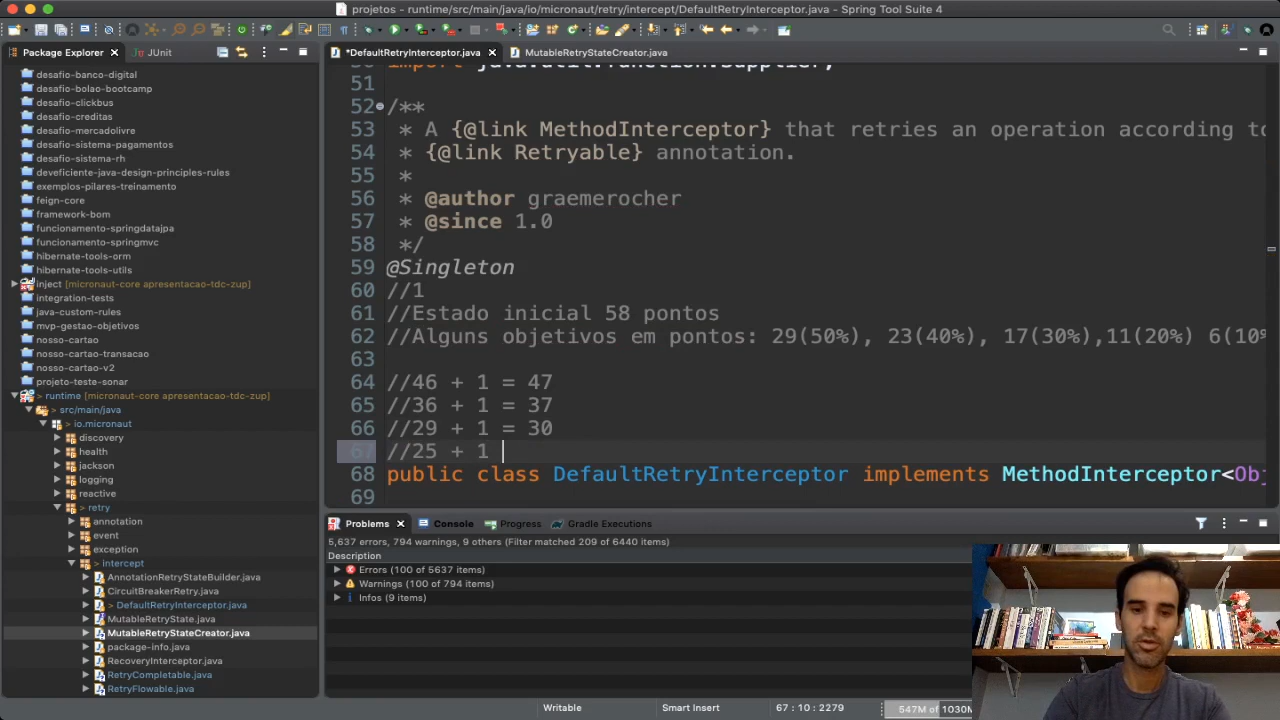 projetos - runtime/src/main/java/io/micronaut/retry/intercept/DefaultRetryInterceptor.java - Spring Tool Suite 4
Package Explorer
JUnit
desafio-banco-digital
desafio-bolao-bootcamp
desafio-clickbus
desafio-creditas
desafio-mercadolivre
desafio-sistema-pagamentos
desafio-sistema-rh
deveficiente-java-design-principles-rules
exemplos-pilares-treinamento
feign-core
framework-bom
funcionamento-springdatajpa
funcionamento-springmvc
hibernate-tools-orm
hibernate-tools-utils
inject [micronaut-core apresentacao-tdc-zup]
integration-tests
java-custom-rules
mvp-gestao-objetivos
nosso-cartao
nosso-cartao-transacao
nosso-cartao-v2
projeto-teste-sonar
> runtime [micronaut-core apresentacao-tdc-zup]
> src/main/java
> io.micronaut
discovery
health
jackson
logging
reactive
> retry
annotation
event
exception
> intercept
AnnotationRetryStateBuilder.java
CircuitBreakerRetry.java
> DefaultRetryInterceptor.java
MutableRetryState.java
MutableRetryStateCreator.java
package-info.java
RecoveryInterceptor.java
RetryCompletable.java
RetryFlowable.java
*DefaultRetryInterceptor.java
MutableRetryStateCreator.java
50 import java.util.function.Supplier;
51
52 /**
53 * A {@link MethodInterceptor} that retries an operation according to
54 * {@link Retryable} annotation.
55 *
56 * @author graemerocher
57 * @since 1.0
58 */
59 @Singleton
60 //1
61 //Estado inicial 58 pontos
62 //Alguns objetivos em pontos: 29(50%), 23(40%), 17(30%),11(20%) 6(10%
63
64 //46 + 1 = 47
65 //36 + 1 = 37
66 //29 + 1 = 30
67 //25 + 1
68 public class DefaultRetryInterceptor implements MethodInterceptor<Obj
69
Problems
Console
Progress
Gradle Executions
5,637 errors, 794 warnings, 9 others (Filter matched 209 of 6440 items)
Description
Errors (100 of 5637 items)
Warnings (100 of 794 items)
Infos (9 items)
Writable
Smart Insert
67 : 10 : 2279
547M of 1030M